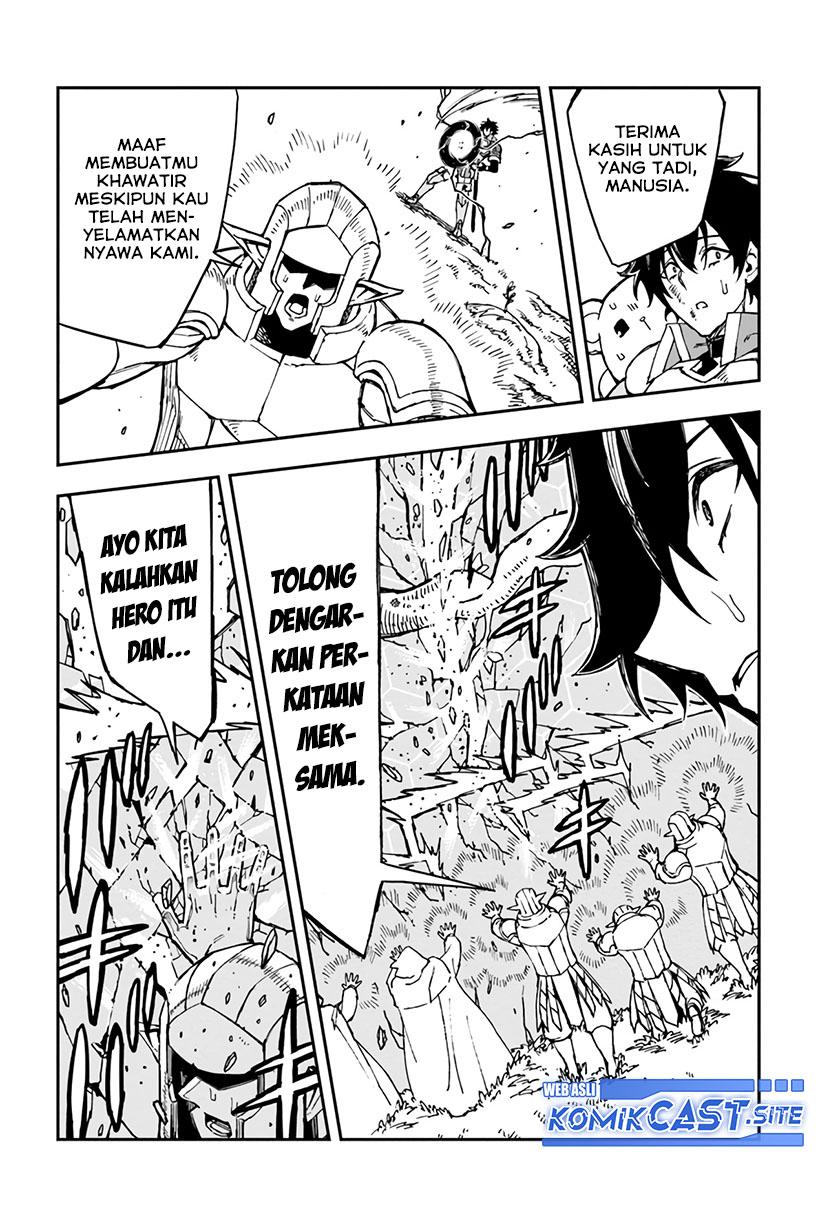 TERIMA
KASIH UNTUK
YANG TADI,
MANUSIA.
MAAF
MEMBUATMU
KHAWATIR
MESKIPUN KAU
TELAH MEN-
YELAMATKAN
NYAWA KAMI.
TOLONG
DENGAR-
KAN PER-
KATAAN
MEK-
SAMA.
AYO KITA
KALAHKAN
HERO ITU
DAN...
WEB ASLI
KOMIKCAST.SITE